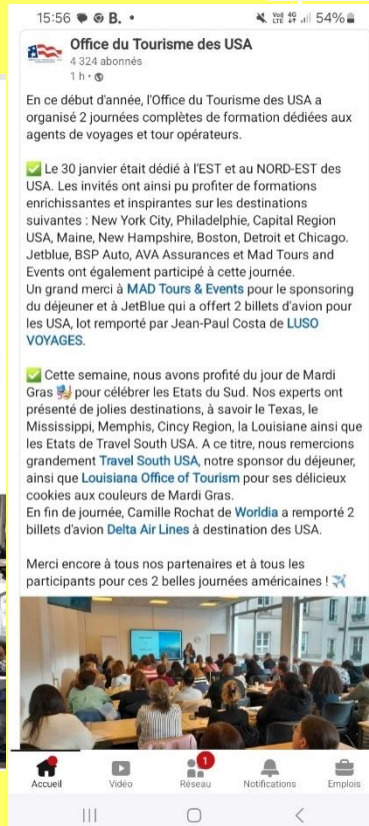 15:56 B. • 54%
Office du Tourisme des USA
4 324 abonnés
1 h •
En ce début d'année, l'Office du Tourisme des USA a
organisé 2 journées complètes de formation dédiées aux
agents de voyages et tour opérateurs.
✅ Le 30 janvier était dédié à l'EST et au NORD-EST des
USA. Les invités ont ainsi pu profiter de formations
enrichissantes et inspirantes sur les destinations
suivantes : New York City, Philadelphie, Capital Region
USA, Maine, New Hampshire, Boston, Detroit et Chicago.
Jetblue, BSP Auto, AVA Assurances et Mad Tours and
Events ont également participé à cette journée.
Un grand merci à MAD Tours & Events pour le sponsoring
du déjeuner et à JetBlue qui a offert 2 billets d'avion pour
les USA, lot remporté par Jean-Paul Costa de LUSO
VOYAGES.
✅ Cette semaine, nous avons profité du jour de Mardi
Gras 🎭 pour célébrer les Etats du Sud. Nos experts ont
présenté de jolies destinations, à savoir le Texas, le
Mississippi, Memphis, Cincy Region, la Louisiane ainsi que
les Etats de Travel South USA. A ce titre, nous remercions
grandement Travel South USA, notre sponsor du déjeuner,
ainsi que Louisiana Office of Tourism pour ses délicieux
cookies aux couleurs de Mardi Gras.
En fin de journée, Camille Rochat de Worldia a remporté 2
billets d'avion Delta Air Lines à destination des USA.
Merci encore à tous nos partenaires et à tous les
participants pour ces 2 belles journées américaines ! ✈️
1
Accueil Vidéo Réseau Notifications Emplois